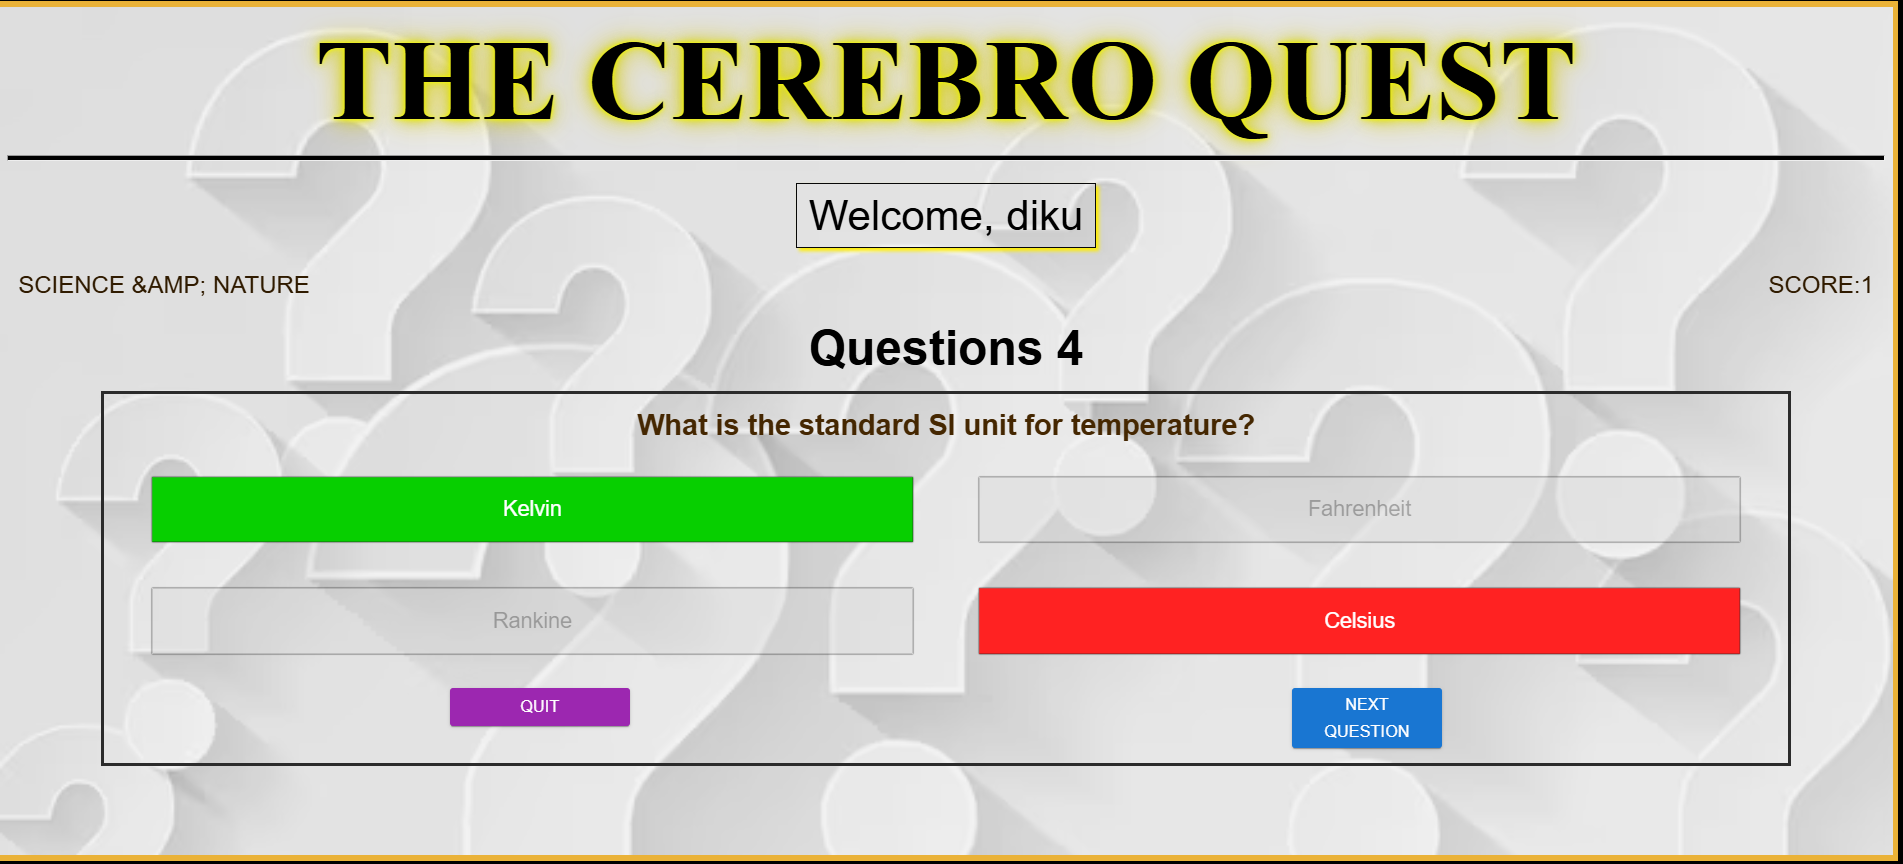 THE CEREBRO QUEST
Welcome, diku
SCIENCE &AMP; NATURE
SCORE:1
Questions 4
What is the standard SI unit for temperature?
Kelvin
Fahrenheit
Rankine
Celsius
QUIT
NEXT
QUESTION